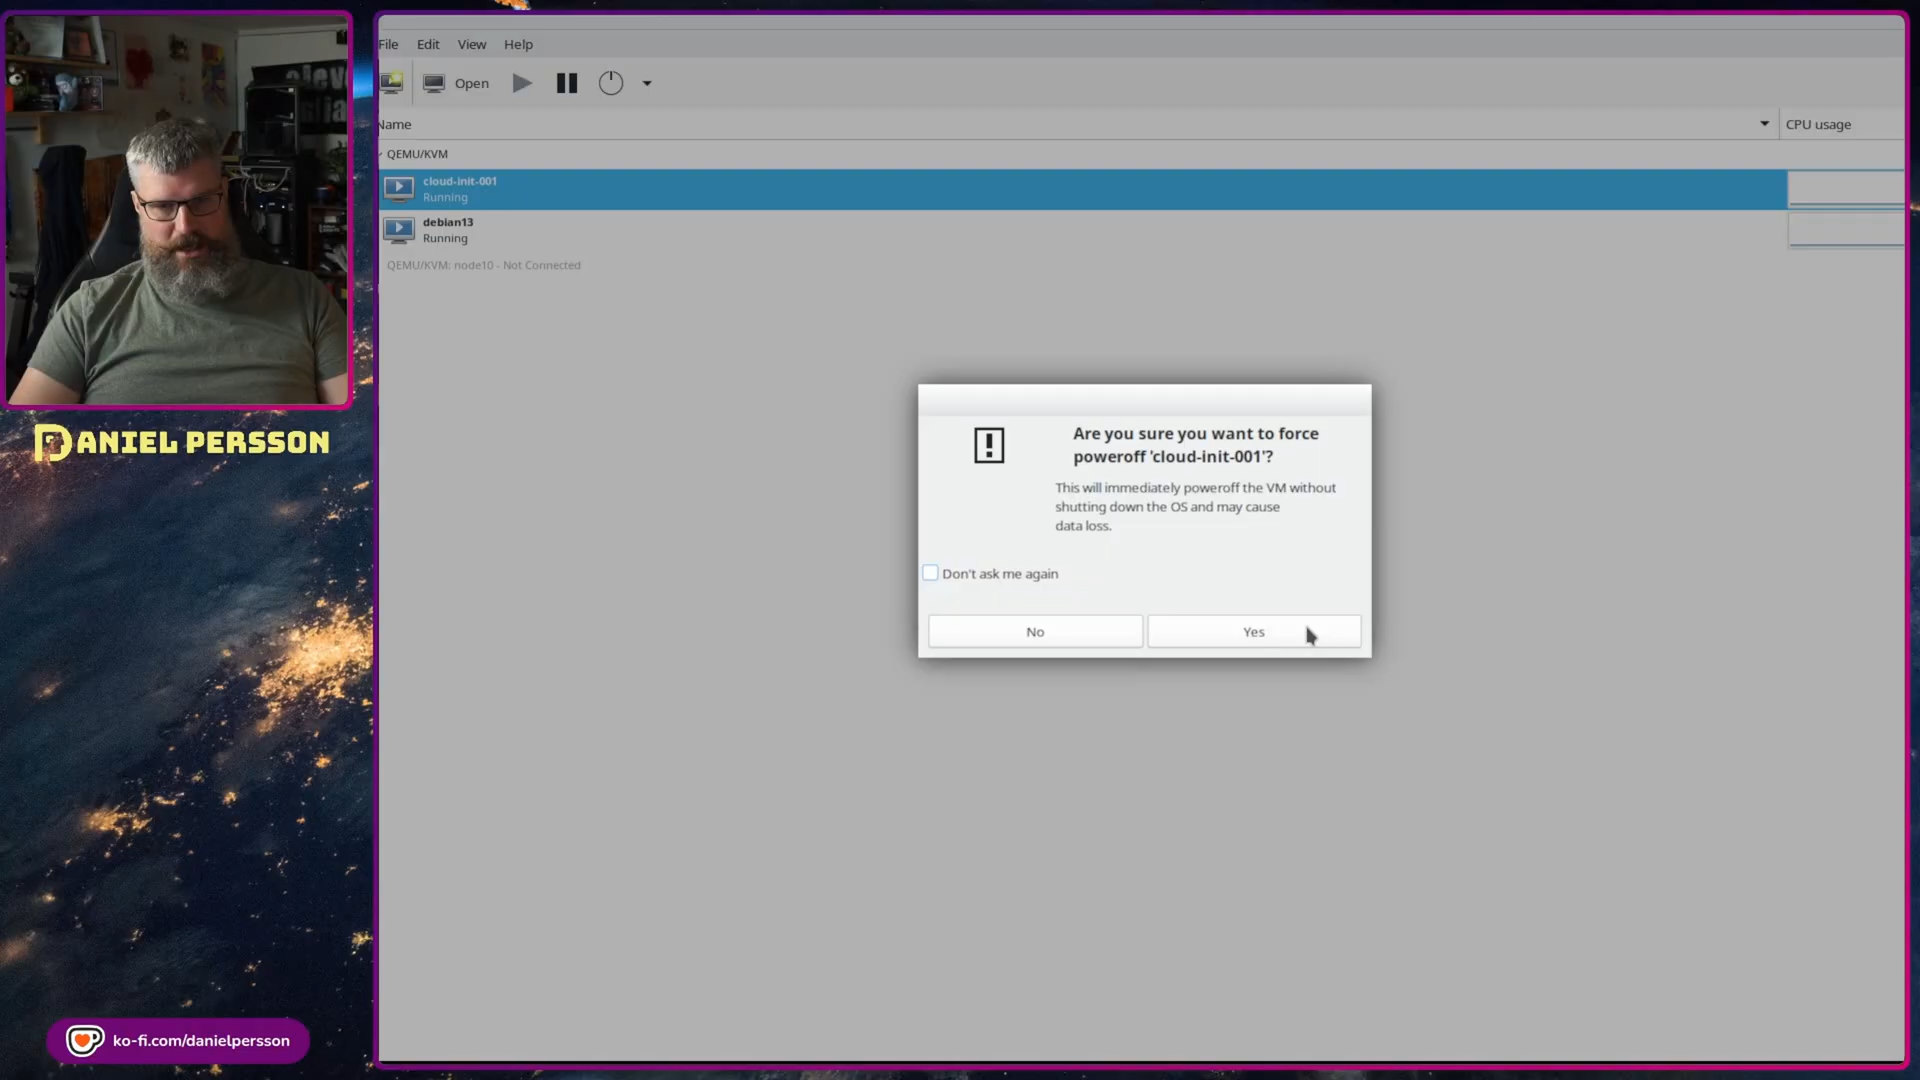 File Edit View Help
Open
Name
CPU usage
QEMU/KVM
cloud-init-001
Running
debian13
Running
QEMU/KVM: node10 - Not Connected
Are you sure you want to force
poweroff 'cloud-init-001'?
This will immediately poweroff the VM without
shutting down the OS and may cause
data loss.
Don't ask me again
No
Yes
DANIEL PERSSON
ko-fi.com/danielpersson